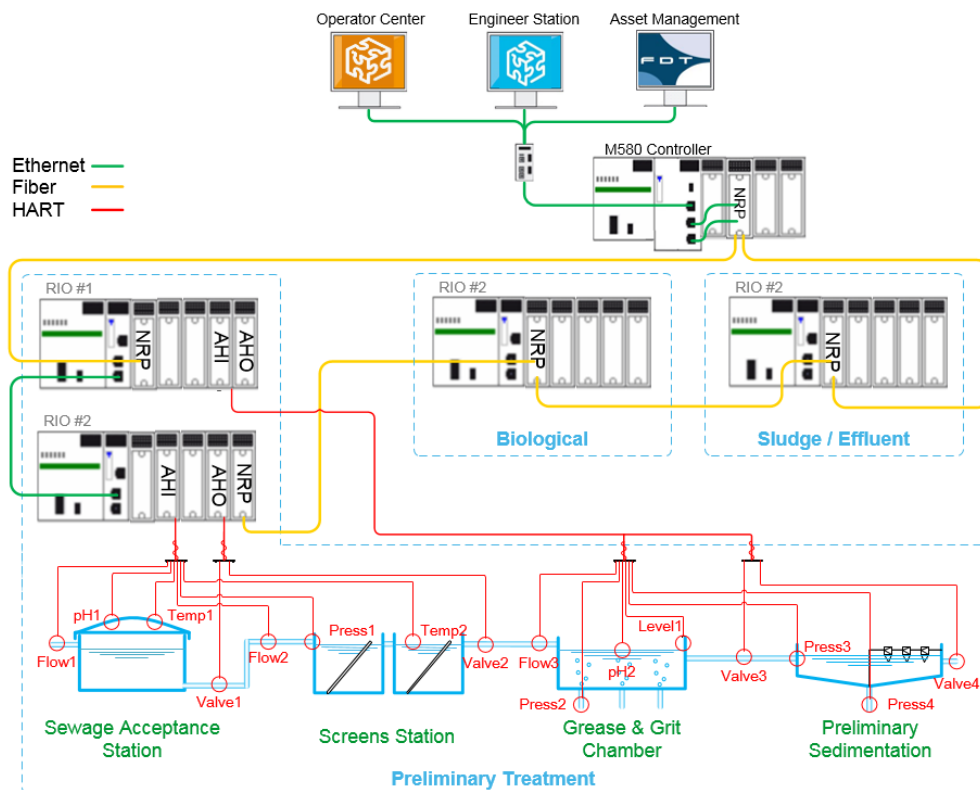 Operator Center
Engineer Station
Asset Management
FDT
M580 Controller
NRP
Ethernet
Fiber
HART
RIO #1
NRP
AHI
AHO
RIO #2
NRP
RIO #2
NRP
Biological
Sludge / Effluent
RIO #2
AHI
AHO
NRP
pH1
Temp1
Press1
Temp2
Level1
Flow1
Flow2
Valve1
Valve2
Flow3
pH2
Valve3
Press3
Valve4
Press2
Press4
Sewage Acceptance
Station
Screens Station
Grease & Grit
Chamber
Preliminary
Sedimentation
Preliminary Treatment